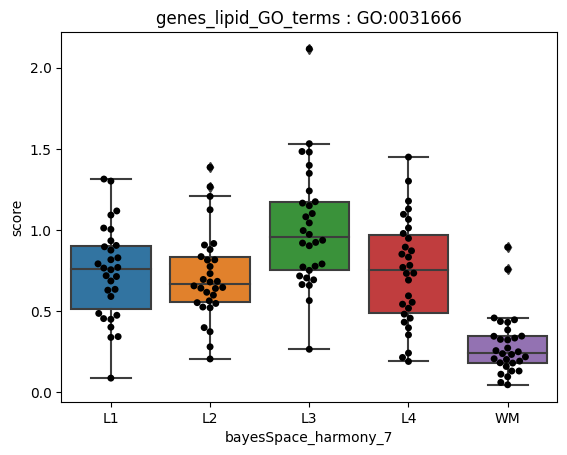 genes_lipid_GO_terms : GO:0031666
2.0
1.5
1.0
0.5
0.0
score
L1 L2 L3 L4 WM
bayesSpace_harmony_7